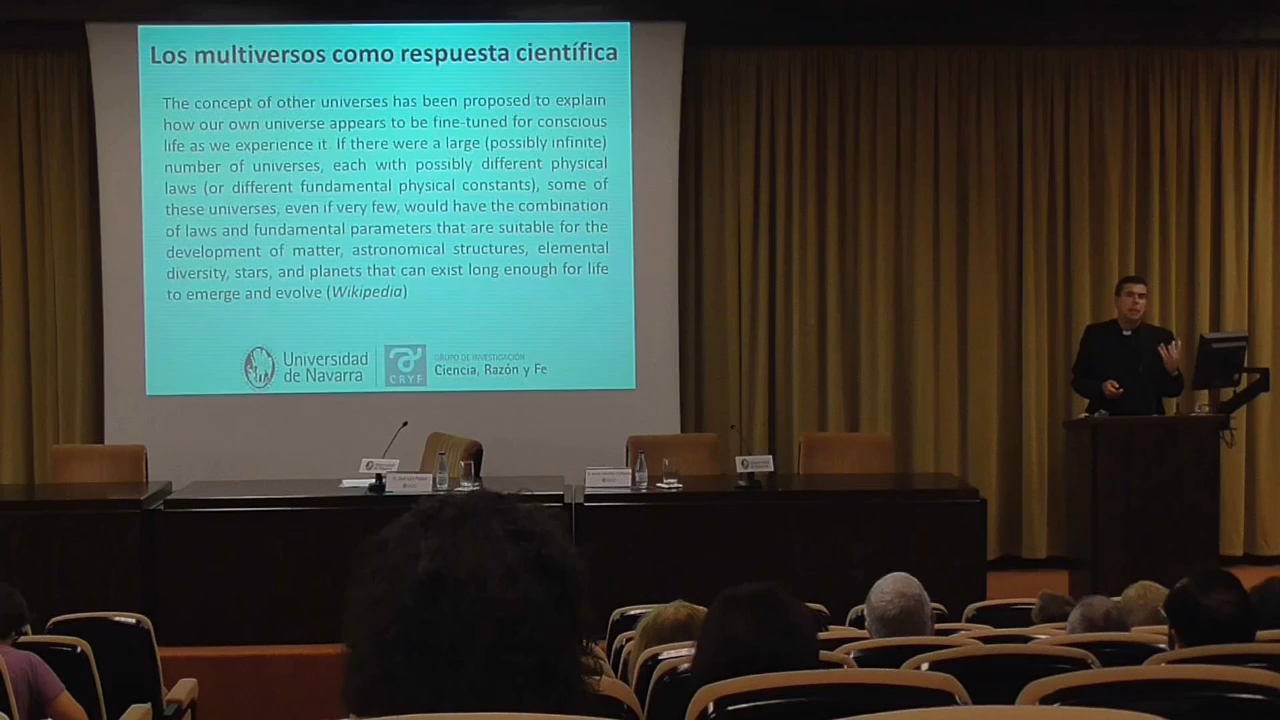 Los multiversos como respuesta científica
The concept of other universes has been proposed to explain
how our own universe appears to be fine-tuned for conscious
life as we experience it. If there were a large (possibly infinite)
number of universes, each with possibly different physical
laws (or different fundamental physical constants), some of
these universes, even if very few, would have the combination
of laws and fundamental parameters that are suitable for the
development of matter, astronomical structures, elemental
diversity, stars, and planets that can exist long enough for life
to emerge and evolve (Wikipedia)
Universidad
de Navarra
CRYF
GRUPO DE INVESTIGACIÓN
Ciencia, Razón y Fe